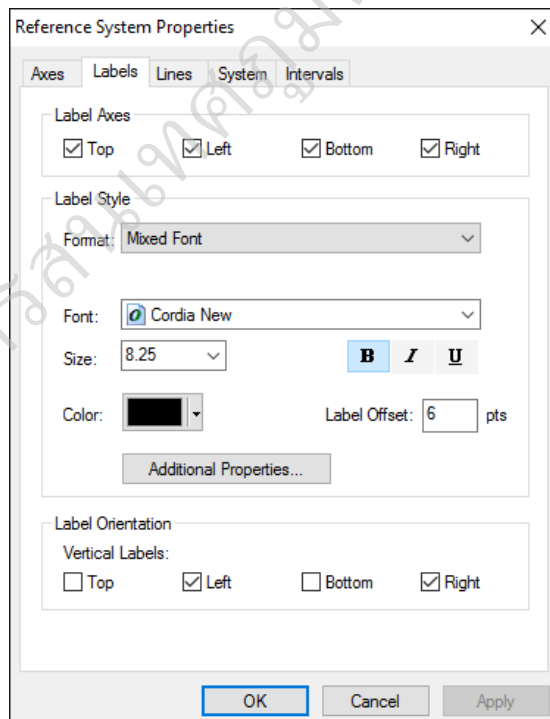 Reference System Properties
Axes Labels Lines System Intervals
Label Axes
Top Left Bottom Right
Label Style
Format: Mixed Font
Font: Cordia New
Size: 8.25 B I U
Color: Label Offset: 6 pts
Additional Properties...
Label Orientation
Vertical Labels:
Top Left Bottom Right
OK Cancel Apply